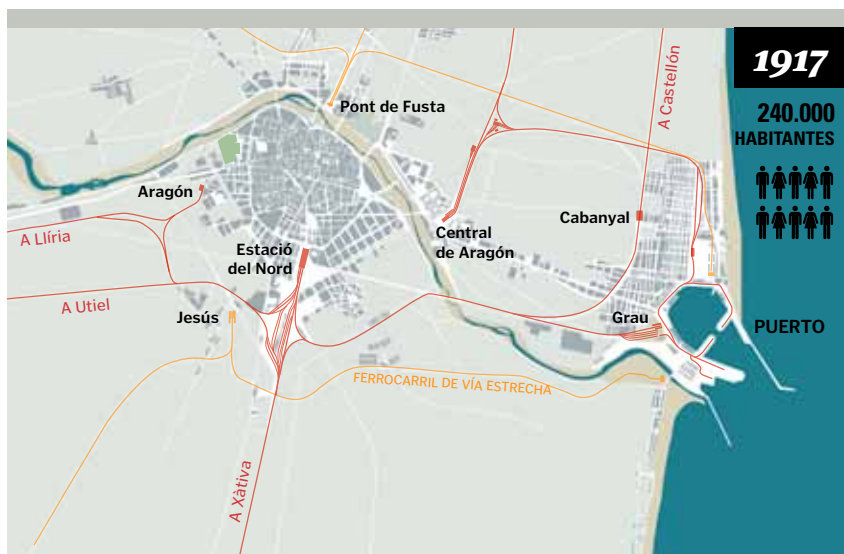 1917
240.000
HABITANTES
A Castellón
Pont de Fusta
Aragón
Central
de Aragón
Cabanyal
A Llíria
Estació
del Nord
A Utiel
Jesús
Grau
PUERTO
FERROCARRIL DE VÍA ESTRECHA
A Xàtiva